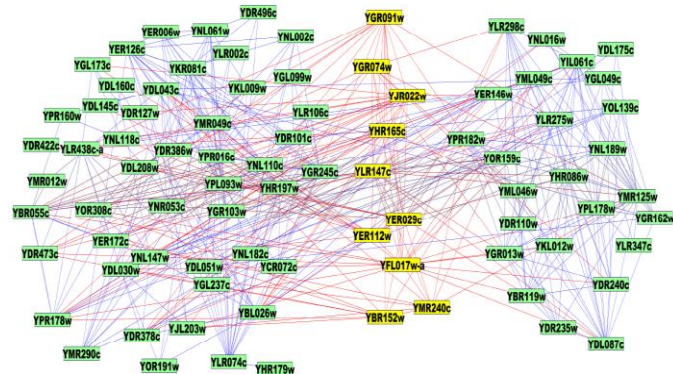 YDR496c
YGR091w
YLR298c
YER006w
YNL061w
YNL016w
YNL002c
YER126c
YLR002c
YIL061c
YDL175c
YGL173c
YKR081c
YGR074w
YGL099w
YML049c
YGL049c
YDL160c
YDL043c
YKL009w
YJR022w
YER146w
YDL145c
YOL139c
YPR160w
YDR127w
YLR106c
YLR275w
YMR049c
YHR165c
YDR101c
YNL118c
YPR182w
YDR422c
YLR438c-a
YDR386w
YNL189w
YPR016c
YOR159c
YDL208w
YNL110c
YGR245c
YLR147c
YHR086w
YMR012w
YPL093w
YHR197w
YML046w
YMR125w
YNR053c
YPL178w
YBR055c
YOR308c
YGR103w
YER029c
YGR162w
YDR110w
YER112w
YER172c
YKL012w
YLR347c
YDR473c
YNL147w
YNL182c
YGR013w
YDL030w
YDL051w
YCR072c
YFL017w-a
YGL237c
YDR240c
YBR119w
YMR240c
YPR178w
YBL026w
YBR152w
YDR378c
YJL203w
YDR235w
YDL087c
YMR290c
YOR191w
YLR074c
YHR179w